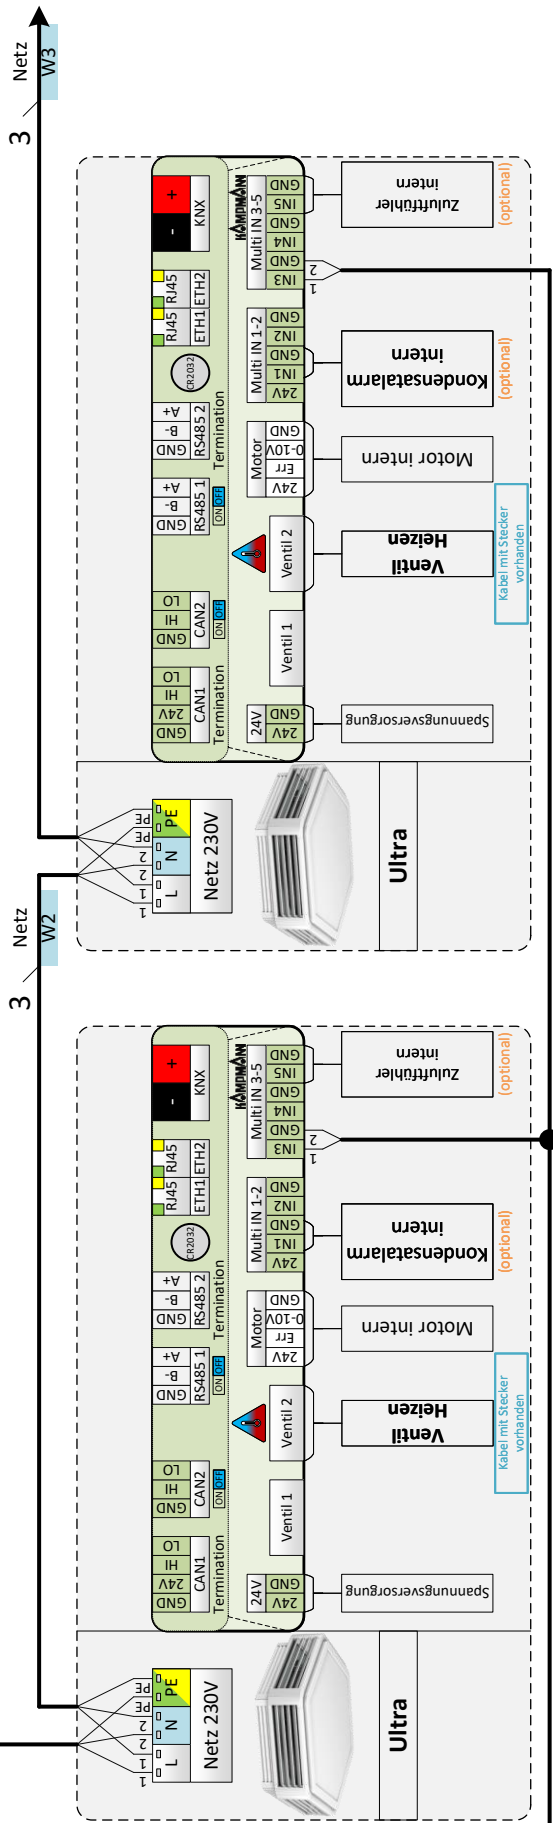 Netz
W3
3
KNX
-
+
ETH1
ETH2
RJ45
RJ45
CR2032
RS485 2
GND
B-
A+
Termination
RS485 1
GND
B-
A+
ON
OFF
CAN2
GND
HI
LO
ON
OFF
CAN1
GND
24V
HI
LO
Termination
KAMPMANN
Multi IN 3-5
IN3
GND
IN4
GND
IN5
GND
1
2
Multi IN 1-2
24V
IN1
GND
IN2
GND
Motor
24V
Err
0-10V
GND
Ventil 2
Ventil 1
24V
24V
GND
Zuluftfühler
intern
(optional)
Kondensatalarm
intern
(optional)
Motor intern
Ventil
Heizen
Kabel mit Stecker
vorhanden
Spannungsversorgung
Netz 230V
L
N
PE
1
1
2
2
PE
PE
Ultra
Netz
W2
3
KNX
-
+
ETH1
ETH2
RJ45
RJ45
CR2032
RS485 2
GND
B-
A+
Termination
RS485 1
GND
B-
A+
ON
OFF
CAN2
GND
HI
LO
ON
OFF
CAN1
GND
24V
HI
LO
Termination
KAMPMANN
Multi IN 3-5
IN3
GND
IN4
GND
IN5
GND
1
2
Multi IN 1-2
24V
IN1
GND
IN2
GND
Motor
24V
Err
0-10V
GND
Ventil 2
Ventil 1
24V
24V
GND
Zuluftfühler
intern
(optional)
Kondensatalarm
intern
(optional)
Motor intern
Ventil
Heizen
Kabel mit Stecker
vorhanden
Spannungsversorgung
Netz 230V
L
N
PE
1
1
2
2
PE
PE
Ultra